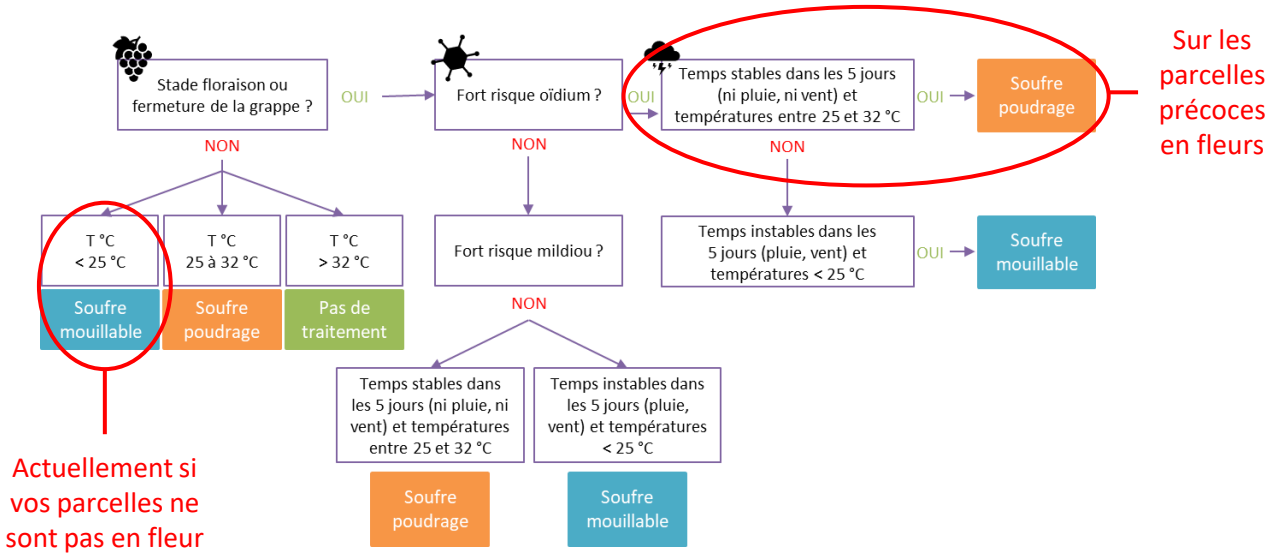 Stade floraison ou
fermeture de la grappe ?
OUI
Fort risque oïdium ?
OUI
Temps stables dans les 5 jours
(ni pluie, ni vent) et
températures entre 25 et 32 °C
OUI
Soufre
poudrage
Sur les
parcelles
précoces
en fleurs
NON
NON
NON
T °C
< 25 °C
T °C
25 à 32 °C
T °C
> 32 °C
Fort risque mildiou ?
Temps instables dans les
5 jours (pluie, vent) et
températures < 25 °C
OUI
Soufre
mouillable
Soufre
mouillable
Soufre
poudrage
Pas de
traitement
NON
Temps stables dans
les 5 jours (ni pluie, ni
vent) et températures
entre 25 et 32 °C
Temps instables dans
les 5 jours (pluie,
vent) et températures
< 25 °C
Soufre
poudrage
Soufre
mouillable
Actuellement si
vos parcelles ne
sont pas en fleur